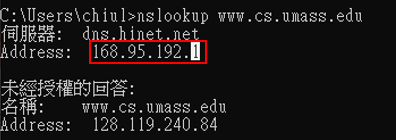 C:\Users\chiul>nslookup www.cs.umass.edu
伺服器:  dns.hinet.net
Address:  168.95.192.1

未經授權的回答:
名稱:    www.cs.umass.edu
Address:  128.119.240.84